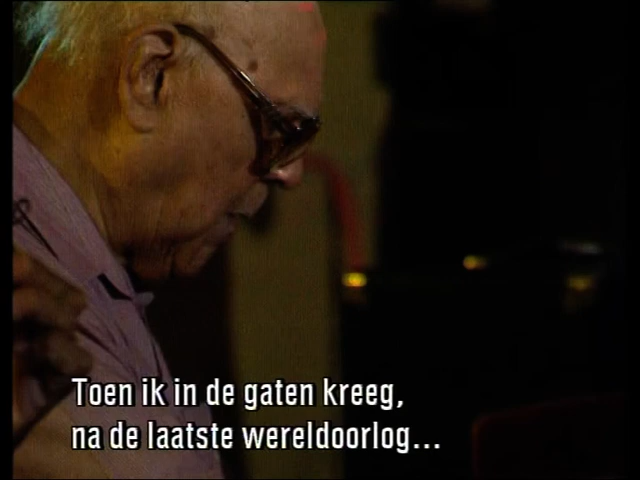 Toen ik in de gaten kreeg,
na de laatste wereldoorlog...